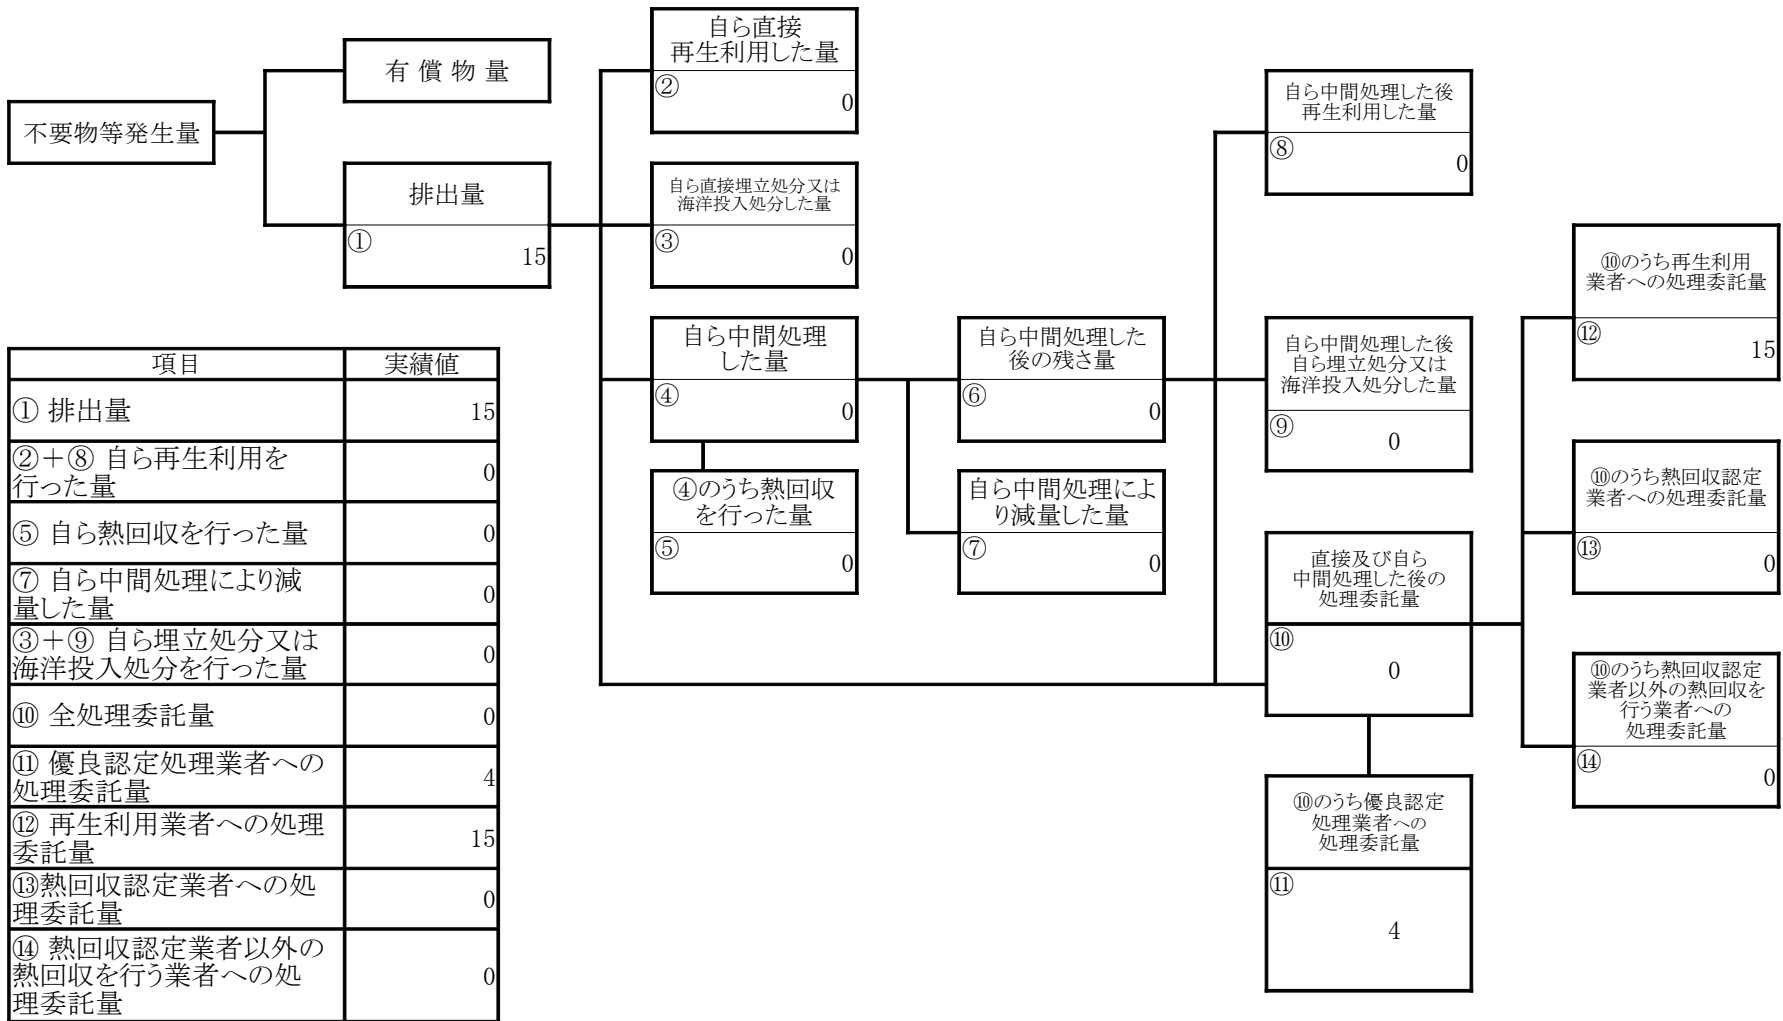 不要物等発生量
有 償 物 量
排出量
①
15
自ら直接
再生利用した量
②
0
自ら直接埋立処分又は
海洋投入処分した量
③
0
自ら中間処理
した量
④
0
④のうち熱回収
を行った量
⑤
0
自ら中間処理した
後の残さ量
⑥
0
自ら中間処理によ
り減量した量
⑦
0
自ら中間処理した後
再生利用した量
⑧
0
自ら中間処理した後
自ら埋立処分又は
海洋投入処分した量
⑨
0
直接及び自ら
中間処理した後の
処理委託量
⑩
0
⑩のうち優良認定
処理業者への
処理委託量
⑪
4
⑩のうち再生利用
業者への処理委託量
⑫
15
⑩のうち熱回収認定
業者への処理委託量
⑬
0
⑩のうち熱回収認定
業者以外の熱回収を
行う業者への
処理委託量
⑭
0
項目 実績値
① 排出量 15
②＋⑧ 自ら再生利用を
行った量 0
⑤ 自ら熱回収を行った量 0
⑦ 自ら中間処理により減
量した量 0
③＋⑨ 自ら埋立処分又は
海洋投入処分を行った量 0
⑩ 全処理委託量 0
⑪ 優良認定処理業者への
処理委託量 4
⑫ 再生利用業者への処理
委託量 15
⑬熱回収認定業者への処
理委託量 0
⑭ 熱回収認定業者以外の
熱回収を行う業者への処
理委託量 0